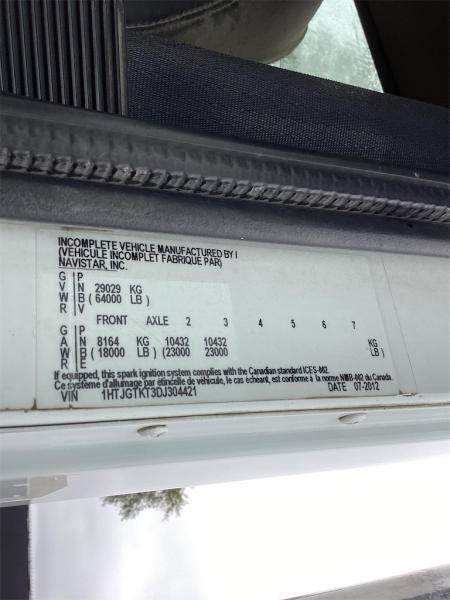 INCOMPLETE VEHICLE MANUFACTURED BY /
(VEHICULE INCOMPLET FABRIQUE PAR)
NAVISTAR, INC.
G P
V N 29029 KG
W B ( 64000 LB )
R V
FRONT AXLE 2 3 4 5 6 7
G P
A N 8164 KG 10432 10432 KG
W B ( 18000 LB ) (23000 23000 LB )
R E
If equipped, this spark ignition system complies with the Canadian standard ICES-002.
Ce système d'allumage par étincelle de véhicule, le cas échéant, est conforme à la norme NMB-002 du Canada.
VIN 1HTJGTKT3DJ304421 DATE 07-2012